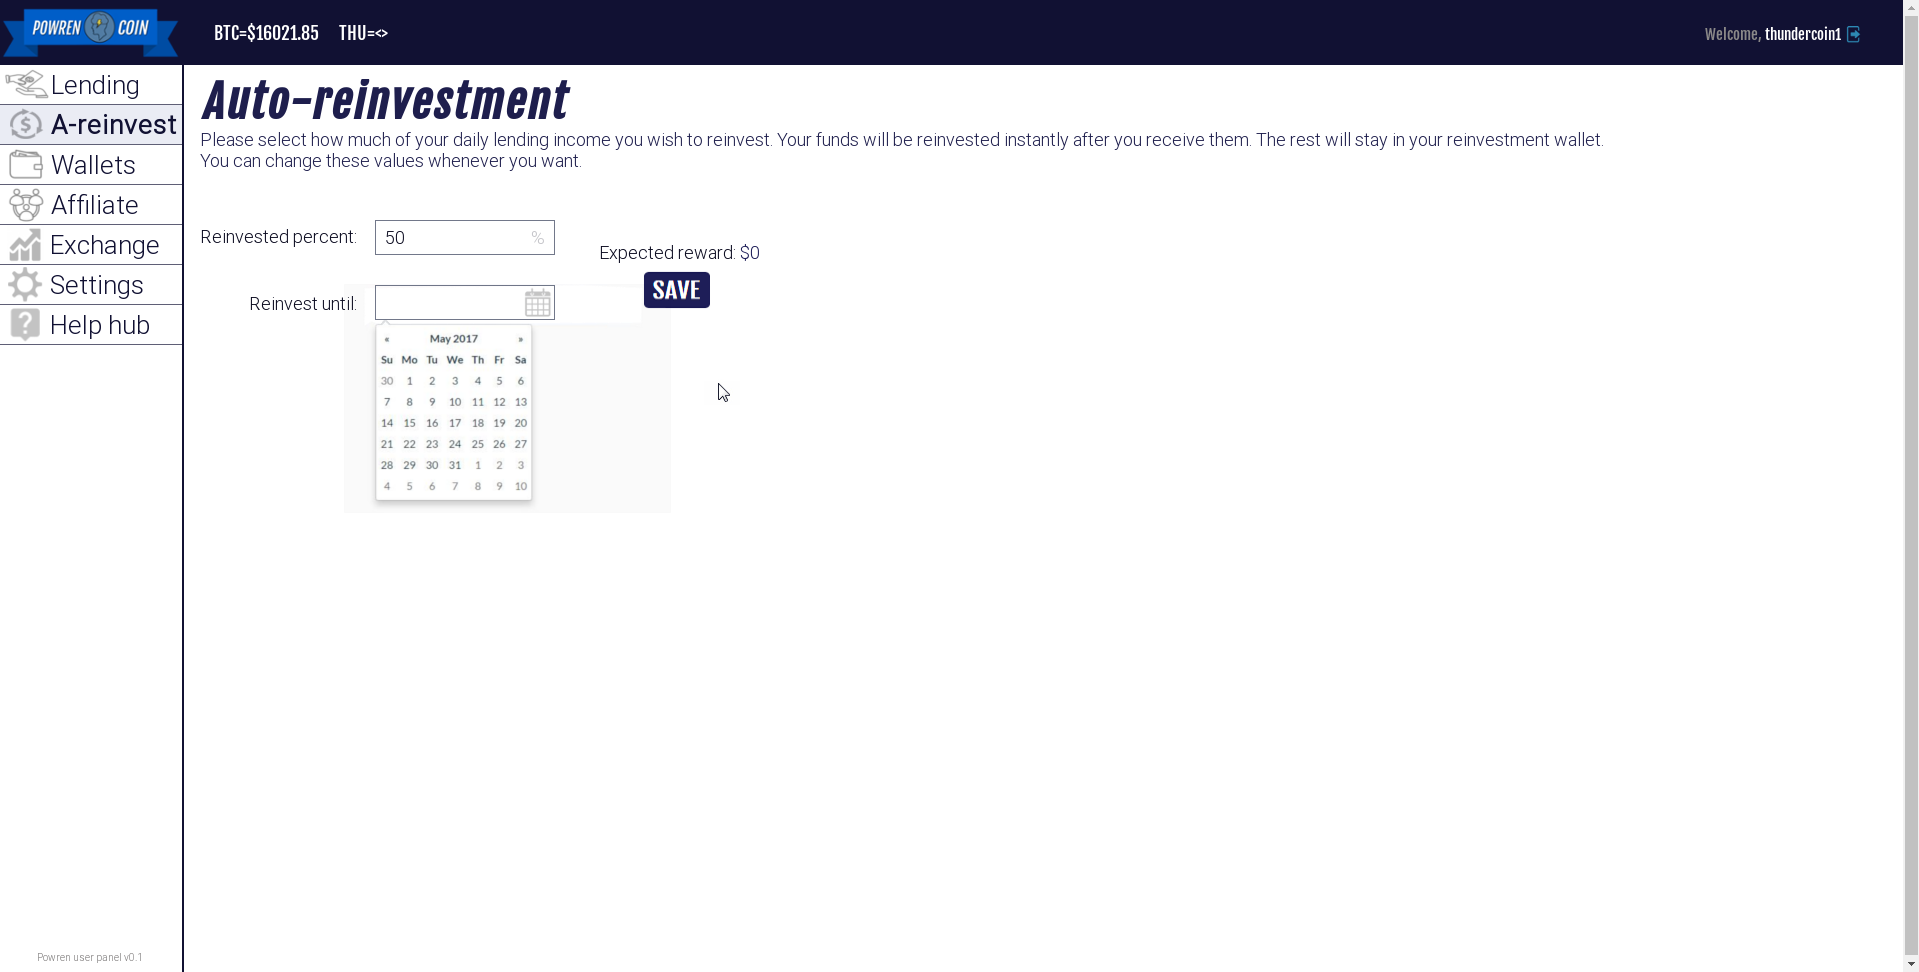 POWREN COIN
BTC=$16021.85 THU=<>
Welcome, thundercoin1
Lending
A-reinvest
Wallets
Affiliate
Exchange
Settings
Help hub
Powren user panel v0.1
Auto-reinvestment
Please select how much of your daily lending income you wish to reinvest. Your funds will be reinvested instantly after you receive them. The rest will stay in your reinvestment wallet.
You can change these values whenever you want.
Reinvested percent: 50 %
Expected reward: $0
SAVE
Reinvest until:
« May 2017 »
Su Mo Tu We Th Fr Sa
30 1 2 3 4 5 6
7 8 9 10 11 12 13
14 15 16 17 18 19 20
21 22 23 24 25 26 27
28 29 30 31 1 2 3
4 5 6 7 8 9 10